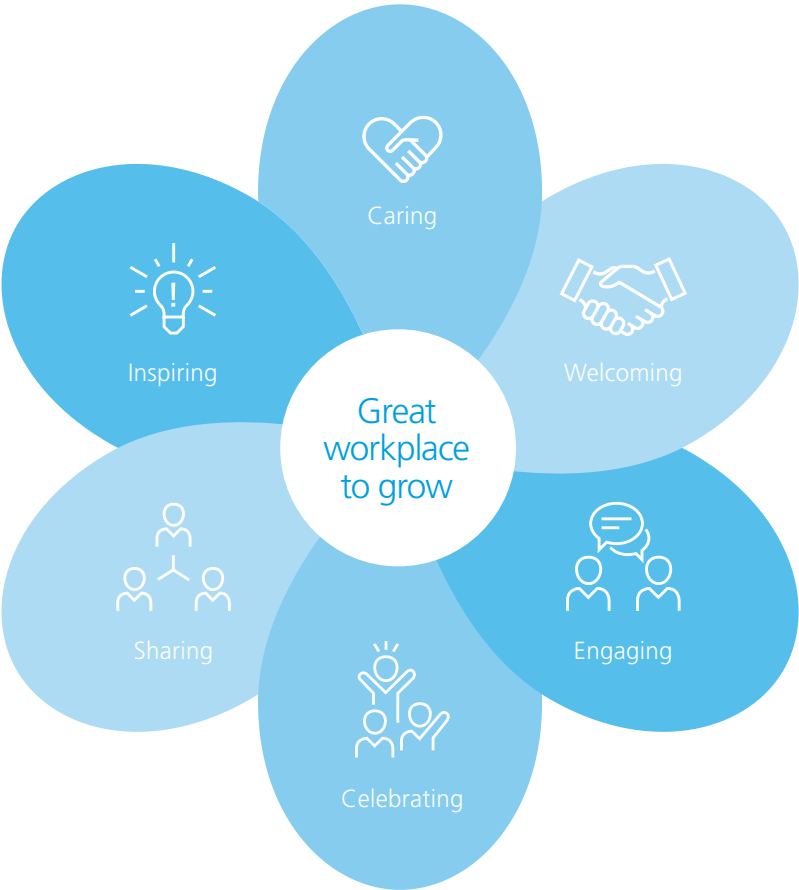 Caring
Welcoming
Inspiring
Great
workplace
to grow
Sharing
Engaging
Celebrating